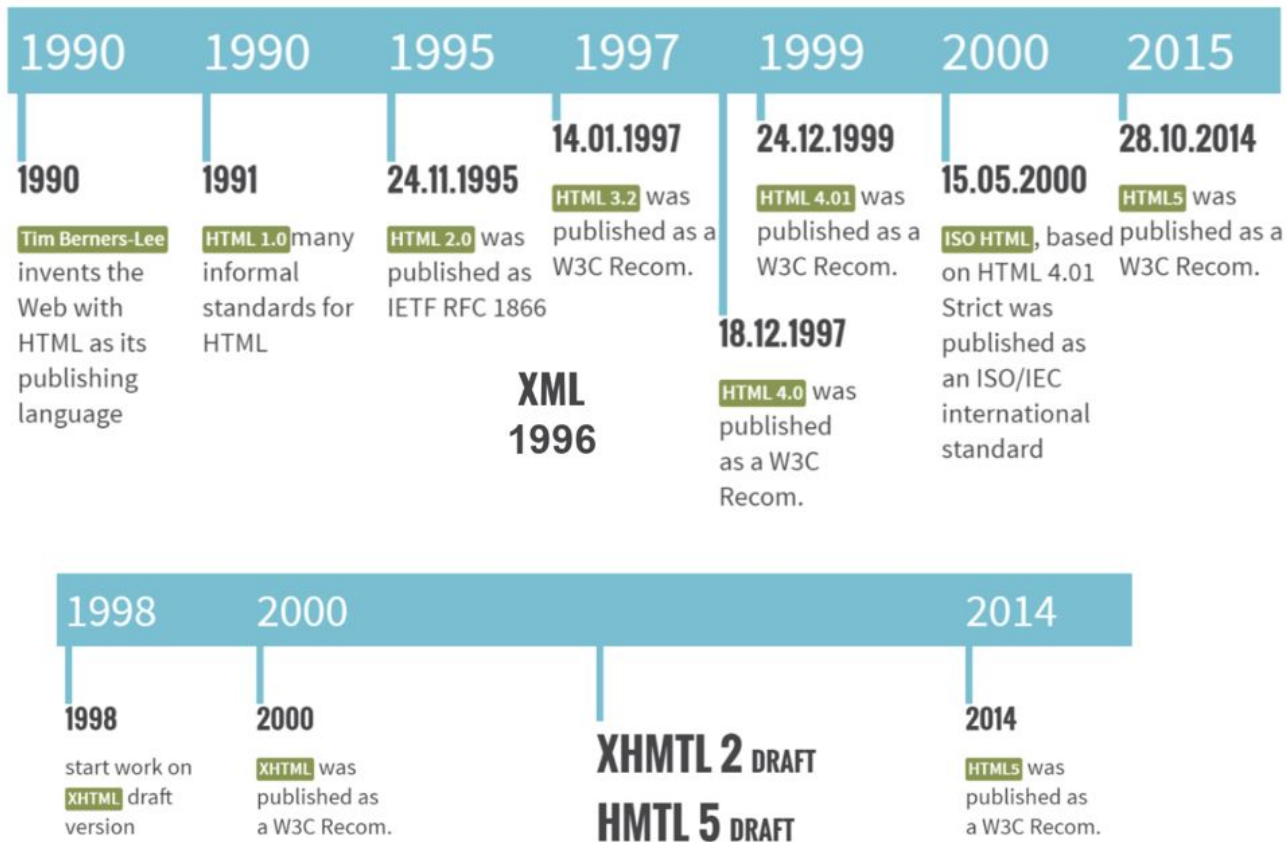 1990 1990 1995 1997 1999 2000 2015
1990
Tim Berners-Lee
invents the
Web with
HTML as its
publishing
language
1991
HTML 1.0 many
informal
standards for
HTML
24.11.1995
HTML 2.0 was
published as
IETF RFC 1866
XML
1996
14.01.1997
HTML 3.2 was
published as a
W3C Recom.
18.12.1997
HTML 4.0 was
published
as a W3C
Recom.
24.12.1999
HTML 4.01 was
published as a
W3C Recom.
15.05.2000
ISO HTML, based
on HTML 4.01
Strict was
published as
an ISO/IEC
international
standard
28.10.2014
HTML5 was
published as a
W3C Recom.
1998 2000 2014
1998
start work on
XHTML draft
version
2000
XHTML was
published as
a W3C Recom.
XHMTL 2 DRAFT
HMTL 5 DRAFT
2014
HTML5 was
published as
a W3C Recom.